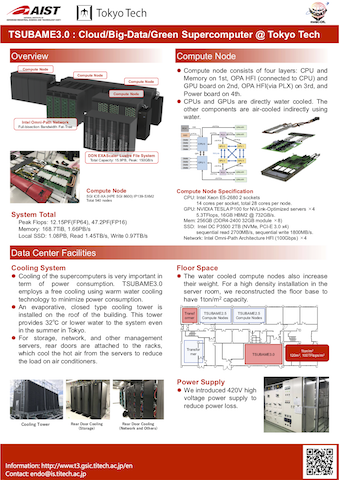 AIST
Tokyo Tech
TSUBAME3.0 : Cloud/Big-Data/Green Supercomputer @ Tokyo Tech
Overview
Compute Node
Compute Node
Compute Node
Compute Node
Intel Omni-Path Network
Full-bisection Bandwidth Fat-Tree
DDN EXAScaler Lustre File System
Total Capacity: 15.9PB, Peak: 150GB/s
Compute Node
Total 540 nodes
System Total
Peak Flops: 12.15PF(FP64), 47.2PF(FP16)
Memory: 168.7TB, 1.66PB/s
Local SSD: 1.08PB, Read 1.45TB/s, Write 0.97TB/s
Compute Node
• Compute node consists of four layers: CPU and
Memory on 1st, OPA HFI (connected to CPU) and
GPU board on 2nd, OPA HFI(via PLX) on 3rd, and
Power board on 4th.
• CPUs and GPUs are directly water cooled. The
other components are air-cooled indirectly using
water.
Compute Node Specification
CPU: Intel Xeon E5-2680 2 sockets
14 cores per socket, total 28 cores per node.
GPU: NVIDIA TESLA P100 for NVLink-Optimized servers ×4
5.3TFlops, 16GB HBM2 @ 732GB/s.
Mem: 256GB (DDR4-2400 32GB module ×8)
SSD: Intel DC P3500 2TB (NVMe, PCI-E 3.0 x4)
sequential read 2700MB/s, sequential write 1800MB/s.
Network: Intel Omni-Path Architecture HFI (100Gbps) ×4
Data Center Facilities
Cooling System
• Cooling of the supercomputers is very important in
term of power consumption. TSUBAME3.0
employs a free cooling using warm water cooling
technology to minimize power consumption.
• An evaporative, closed type cooling tower is
installed on the roof of the building. This tower
provides 32℃ or lower water to the system even
in the summer in Tokyo.
• For storage, network, and other management
servers, rear doors are attached to the racks,
which cool the hot air from the servers to reduce
the load on air conditioners.
Cooling Tower
Rear Door Cooling
(Storage)
Rear Door Cooling
(Network and Others)
Floor Space
• The water cooled compute nodes also increase
their weight. For a high density installation in the
server room, we reconstructed the floor base to
have 1ton/m² capacity.
TSUBAME2.5
Compute Nodes
TSUBAME2.5
Compute Nodes
TSUBAME3.0
Power Supply
• We introduced 420V high
voltage power supply to
reduce power loss.
Information: http://www.t3.gsic.titech.ac.jp/en
Contact: endo@is.titech.ac.jp